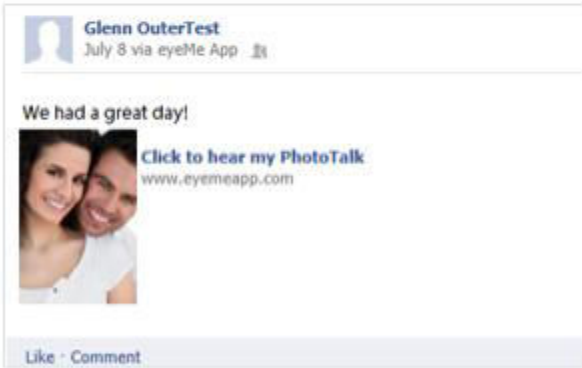 Glenn OuterTest
July 8 via eyeMe App
We had a great day!
Click to hear my PhotoTalk
www.eyemeapp.com
Like · Comment